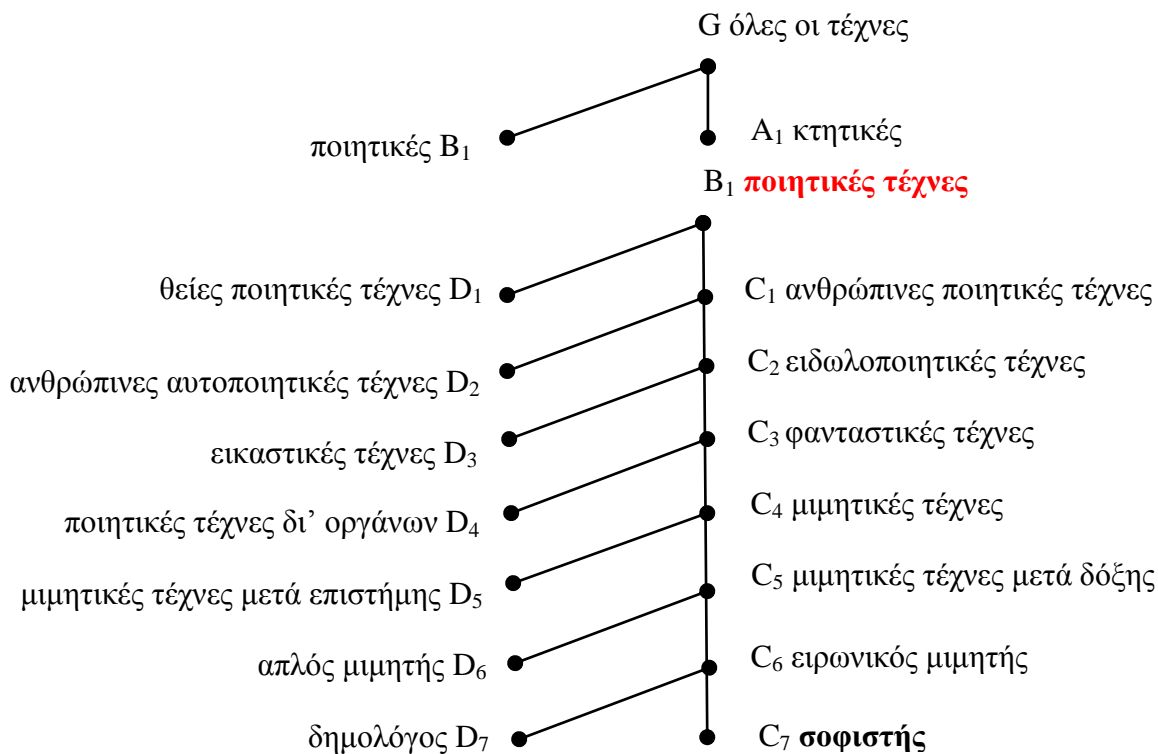 G όλες οι τέχνες
ποιητικές B₁
A₁ κτητικές
B₁ ποιητικές τέχνες
θείες ποιητικές τέχνες D₁
C₁ ανθρώπινες ποιητικές τέχνες
ανθρώπινες αυτοποιητικές τέχνες D₂
C₂ ειδωλοποιητικές τέχνες
εικαστικές τέχνες D₃
C₃ φανταστικές τέχνες
ποιητικές τέχνες δι’ οργάνων D₄
C₄ μιμητικές τέχνες
μιμητικές τέχνες μετά επιστήμης D₅
C₅ μιμητικές τέχνες μετά δόξης
απλός μιμητής D₆
C₆ ειρωνικός μιμητής
δημολόγος D₇
C₇ σοφιστής